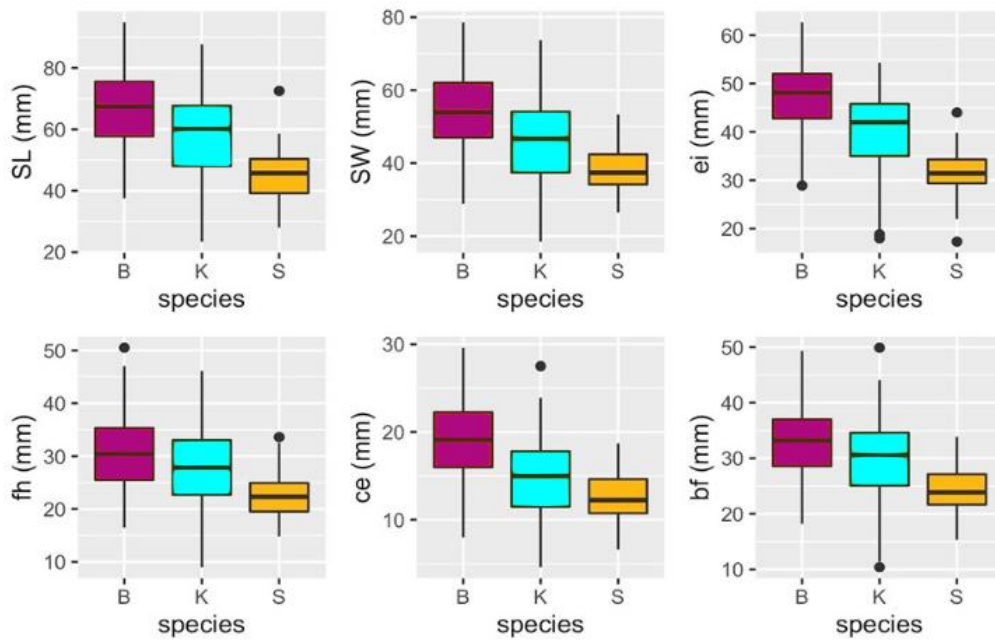 SL (mm)
80
60
40
20
B K S
species
SW (mm)
80
60
40
20
B K S
species
ei (mm)
60
50
40
30
20
B K S
species
fh (mm)
50
40
30
20
10
B K S
species
ce (mm)
30
20
10
B K S
species
bf (mm)
50
40
30
20
10
B K S
species